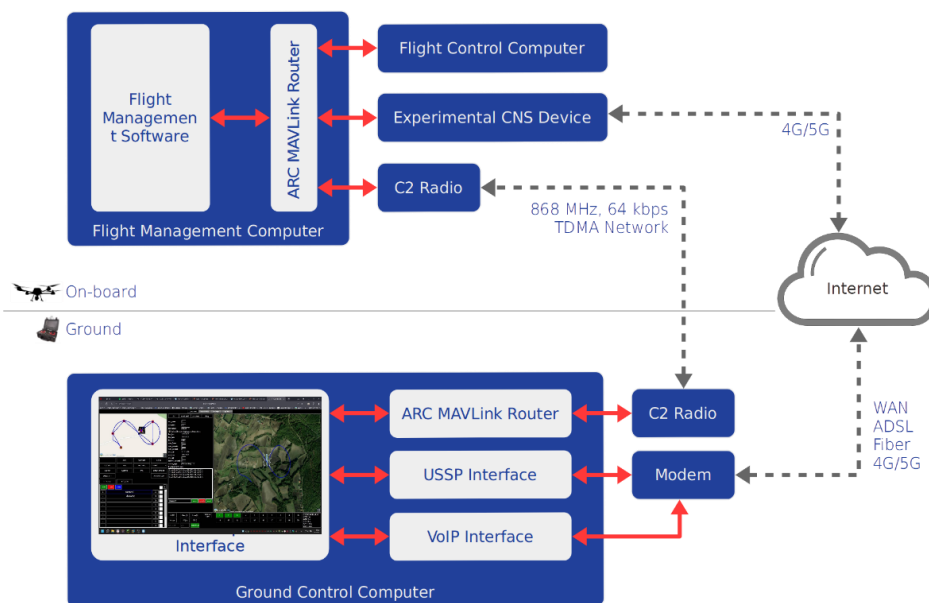 Flight
Managemen
t Software
ARC MAVLink Router
Flight Control Computer
Experimental CNS Device
C2 Radio
Flight Management Computer
4G/5G
868 MHz, 64 kbps
TDMA Network
Internet
On-board
Ground
ARC MAVLink Router
USSP Interface
VoIP Interface
Interface
Ground Control Computer
C2 Radio
Modem
WAN
ADSL
Fiber
4G/5G